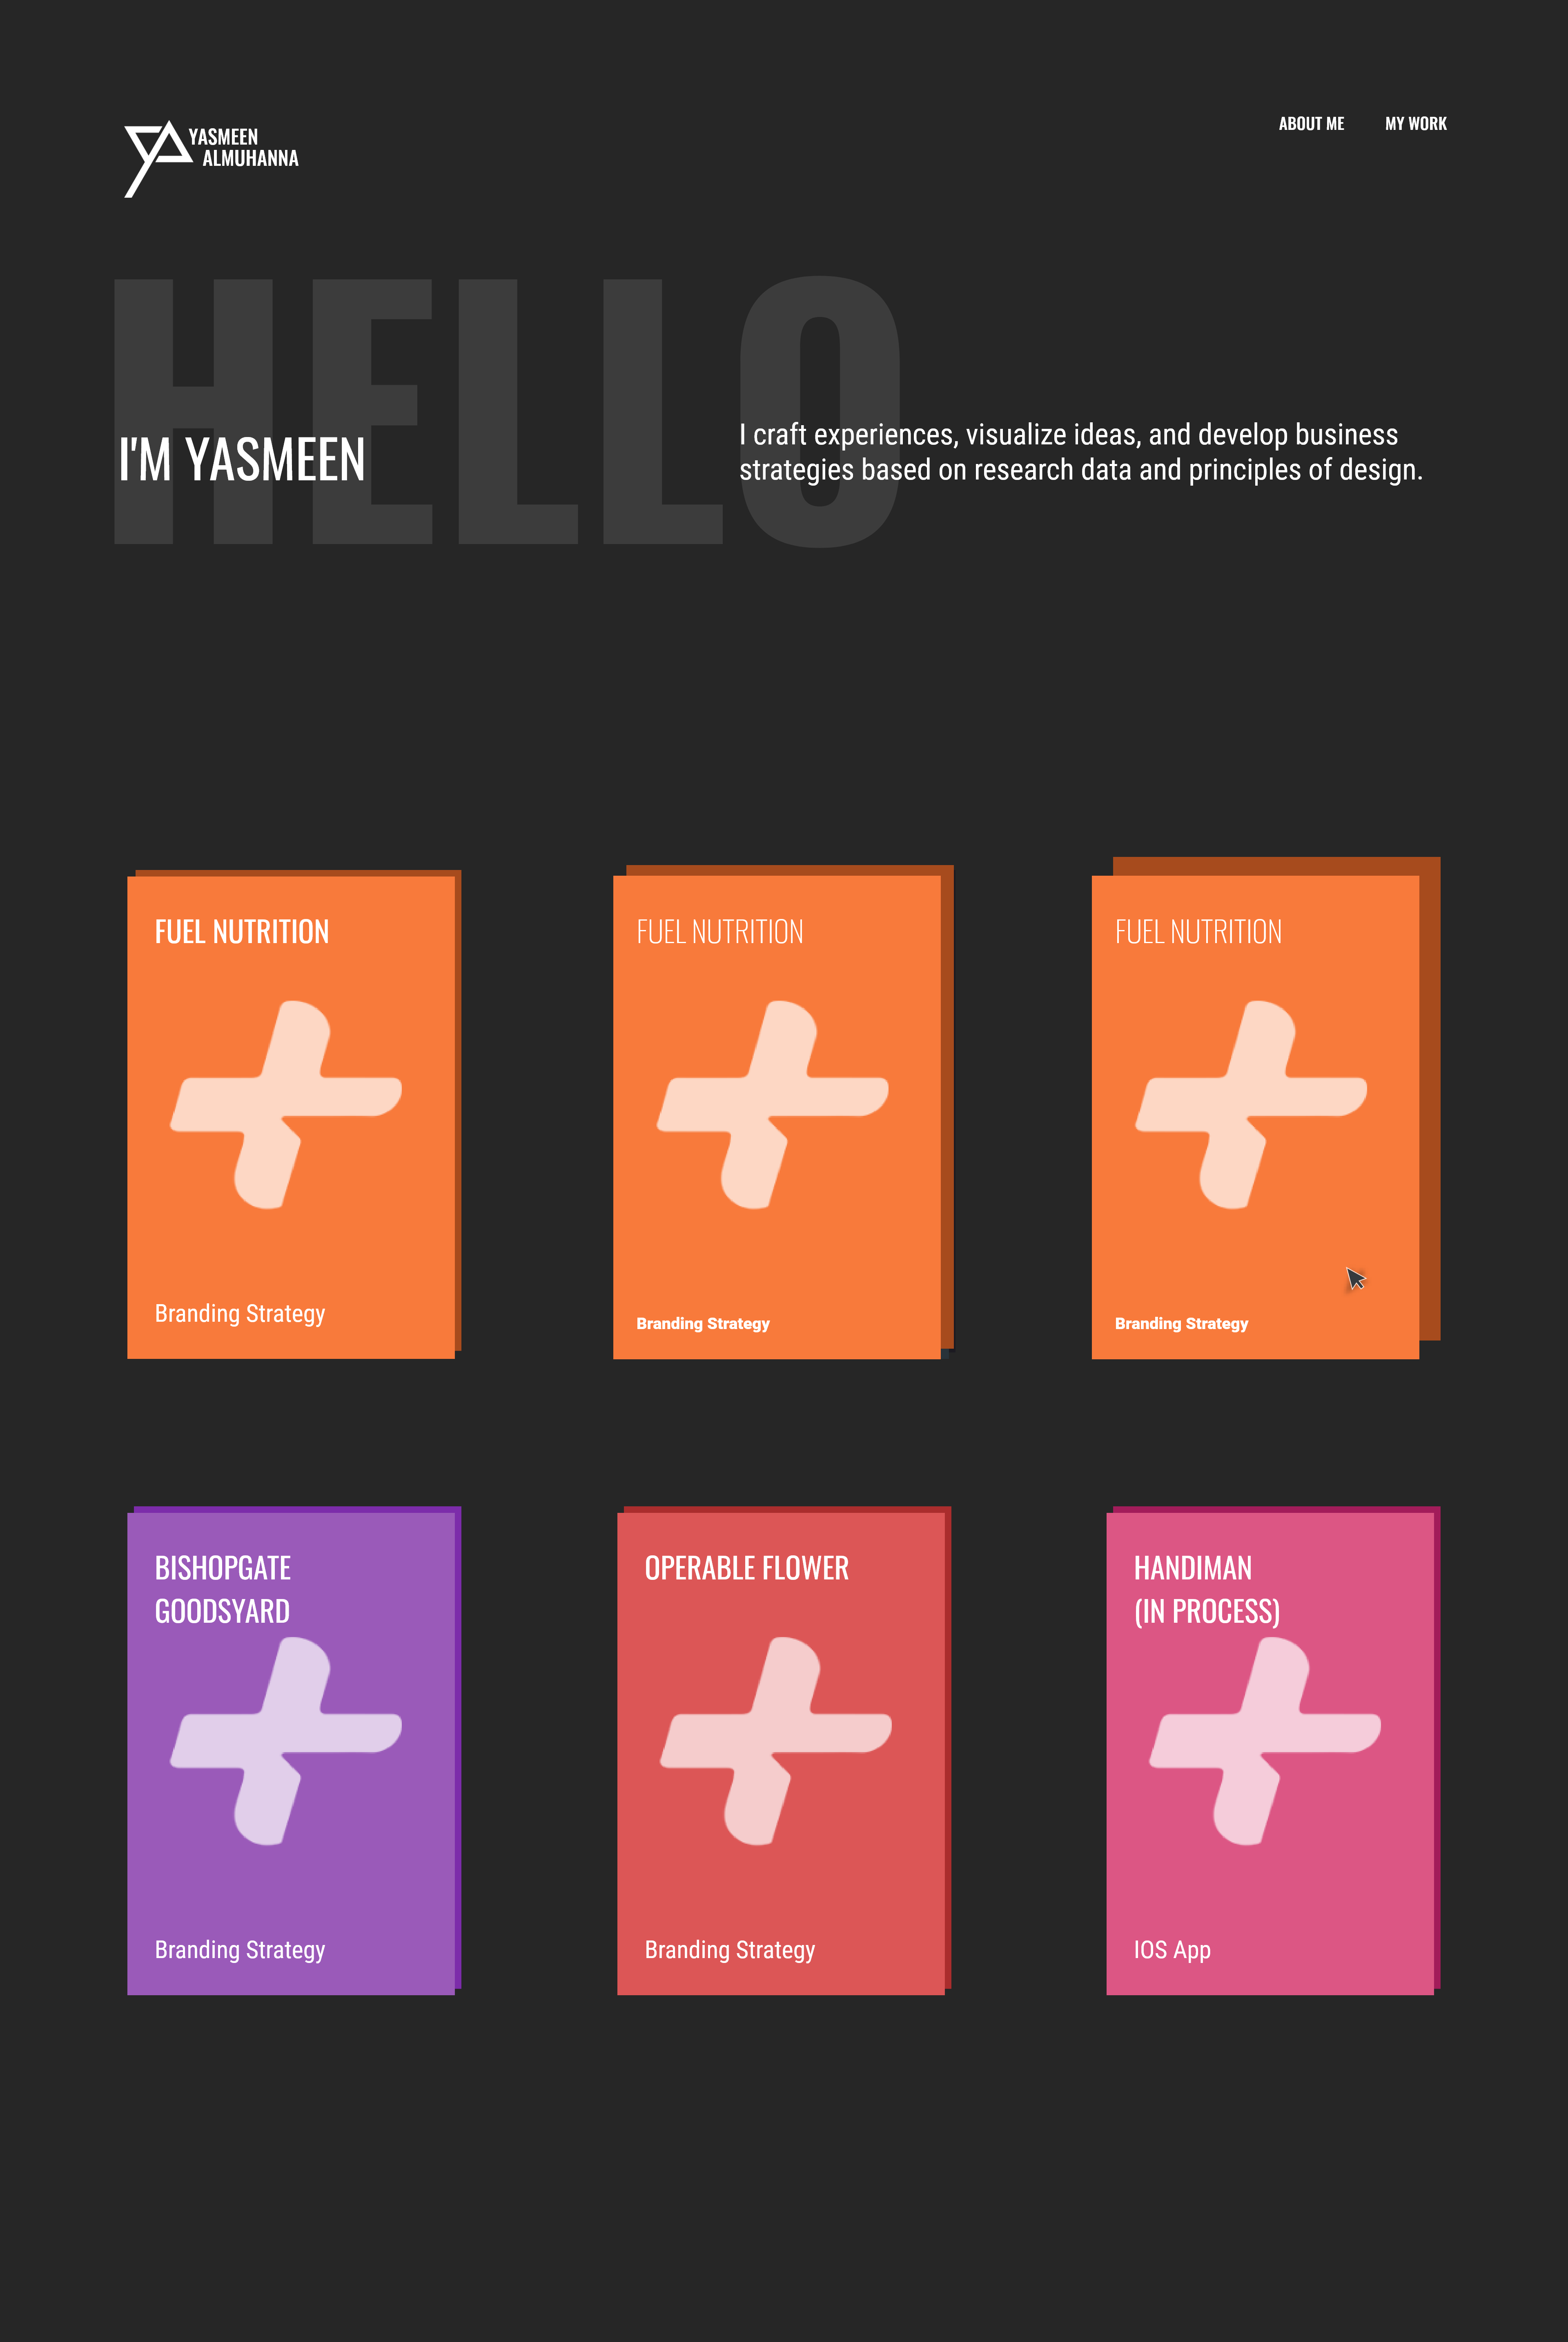 YASMEEN
ALMUHANNA
ABOUT ME
MY WORK
HELLO
I'M YASMEEN
I craft experiences, visualize ideas, and develop business
strategies based on research data and principles of design.
FUEL NUTRITION
Branding Strategy
FUEL NUTRITION
Branding Strategy
FUEL NUTRITION
Branding Strategy
BISHOPGATE
GOODSYARD
Branding Strategy
OPERABLE FLOWER
Branding Strategy
HANDIMAN
(IN PROCESS)
IOS App